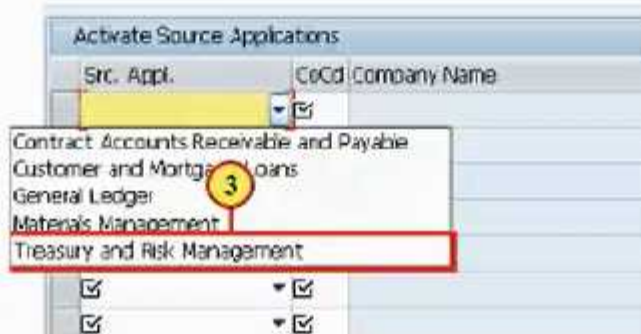 Activate Source Applications
Src. Appl. CoCd Company Name
Contract Accounts Receivable and Payable
Customer and Mortgage Loans
General Ledger
3
Materials Management
Treasury and Risk Management